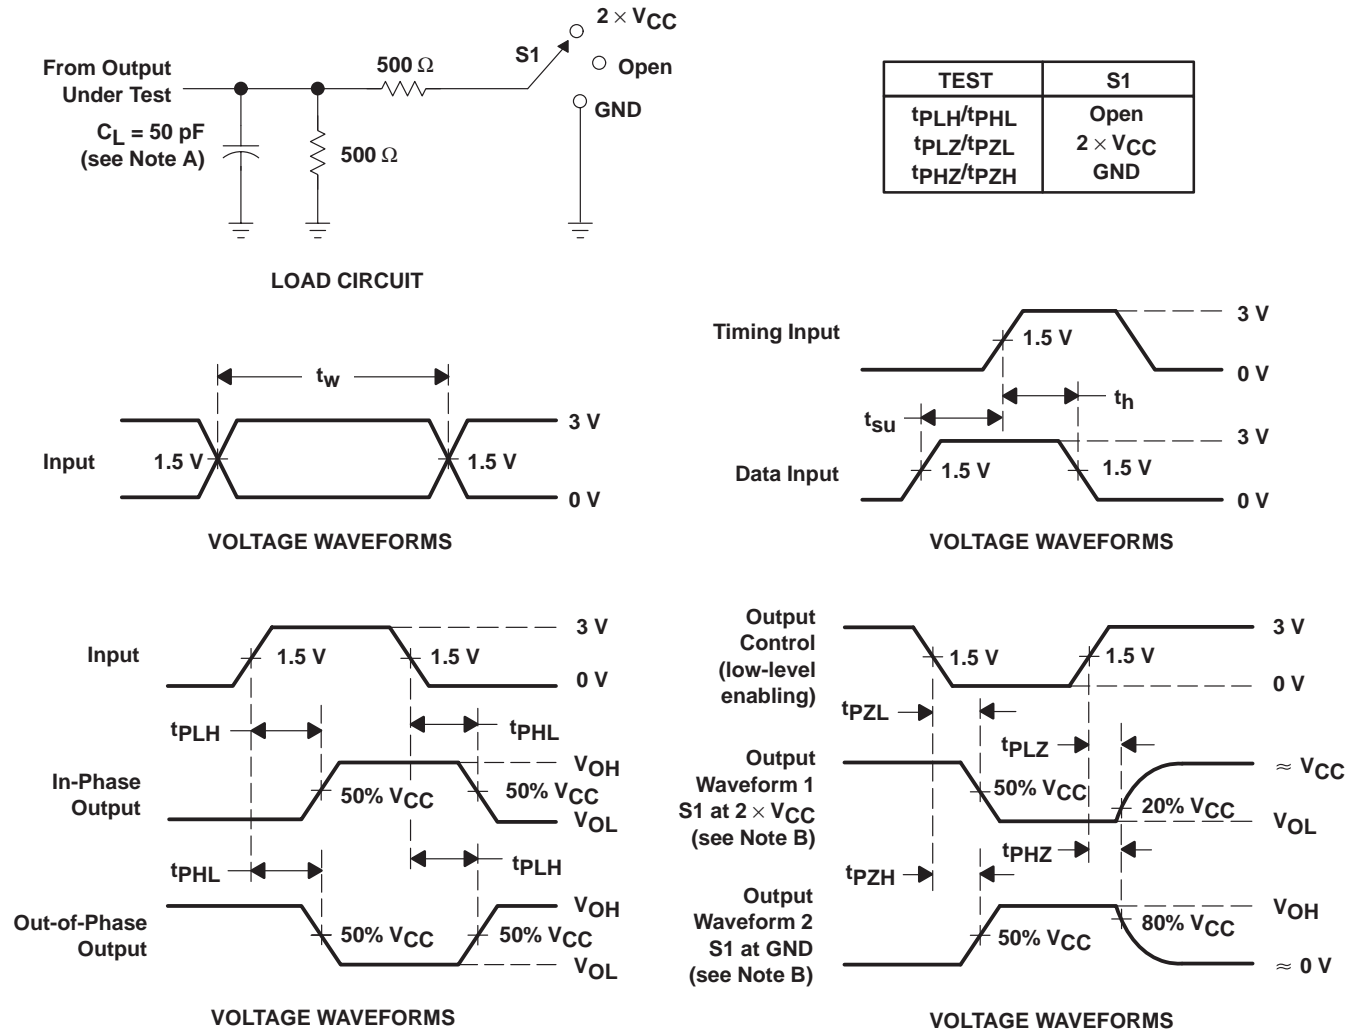 2 × VCC
S1
Open
GND
From Output
Under Test
500 Ω
CL = 50 pF
(see Note A)
500 Ω
LOAD CIRCUIT
TEST S1
tPLH/tPHL Open
tPLZ/tPZL 2 × VCC
tPHZ/tPZH GND
tw
Input
1.5 V
1.5 V
3 V
0 V
VOLTAGE WAVEFORMS
Timing Input
1.5 V
3 V
0 V
th
tsu
Data Input
1.5 V
1.5 V
3 V
0 V
VOLTAGE WAVEFORMS
Input
1.5 V
1.5 V
3 V
0 V
tPLH
tPHL
In-Phase
Output
50% VCC
50% VCC
VOH
VOL
tPHL
tPLH
Out-of-Phase
Output
50% VCC
50% VCC
VOH
VOL
VOLTAGE WAVEFORMS
Output
Control
(low-level
enabling)
1.5 V
1.5 V
3 V
0 V
tPZL
tPLZ
Output
Waveform 1
S1 at 2 × VCC
(see Note B)
50% VCC
20% VCC
≈ VCC
VOL
tPZH
tPHZ
Output
Waveform 2
S1 at GND
(see Note B)
50% VCC
80% VCC
VOH
≈ 0 V
VOLTAGE WAVEFORMS